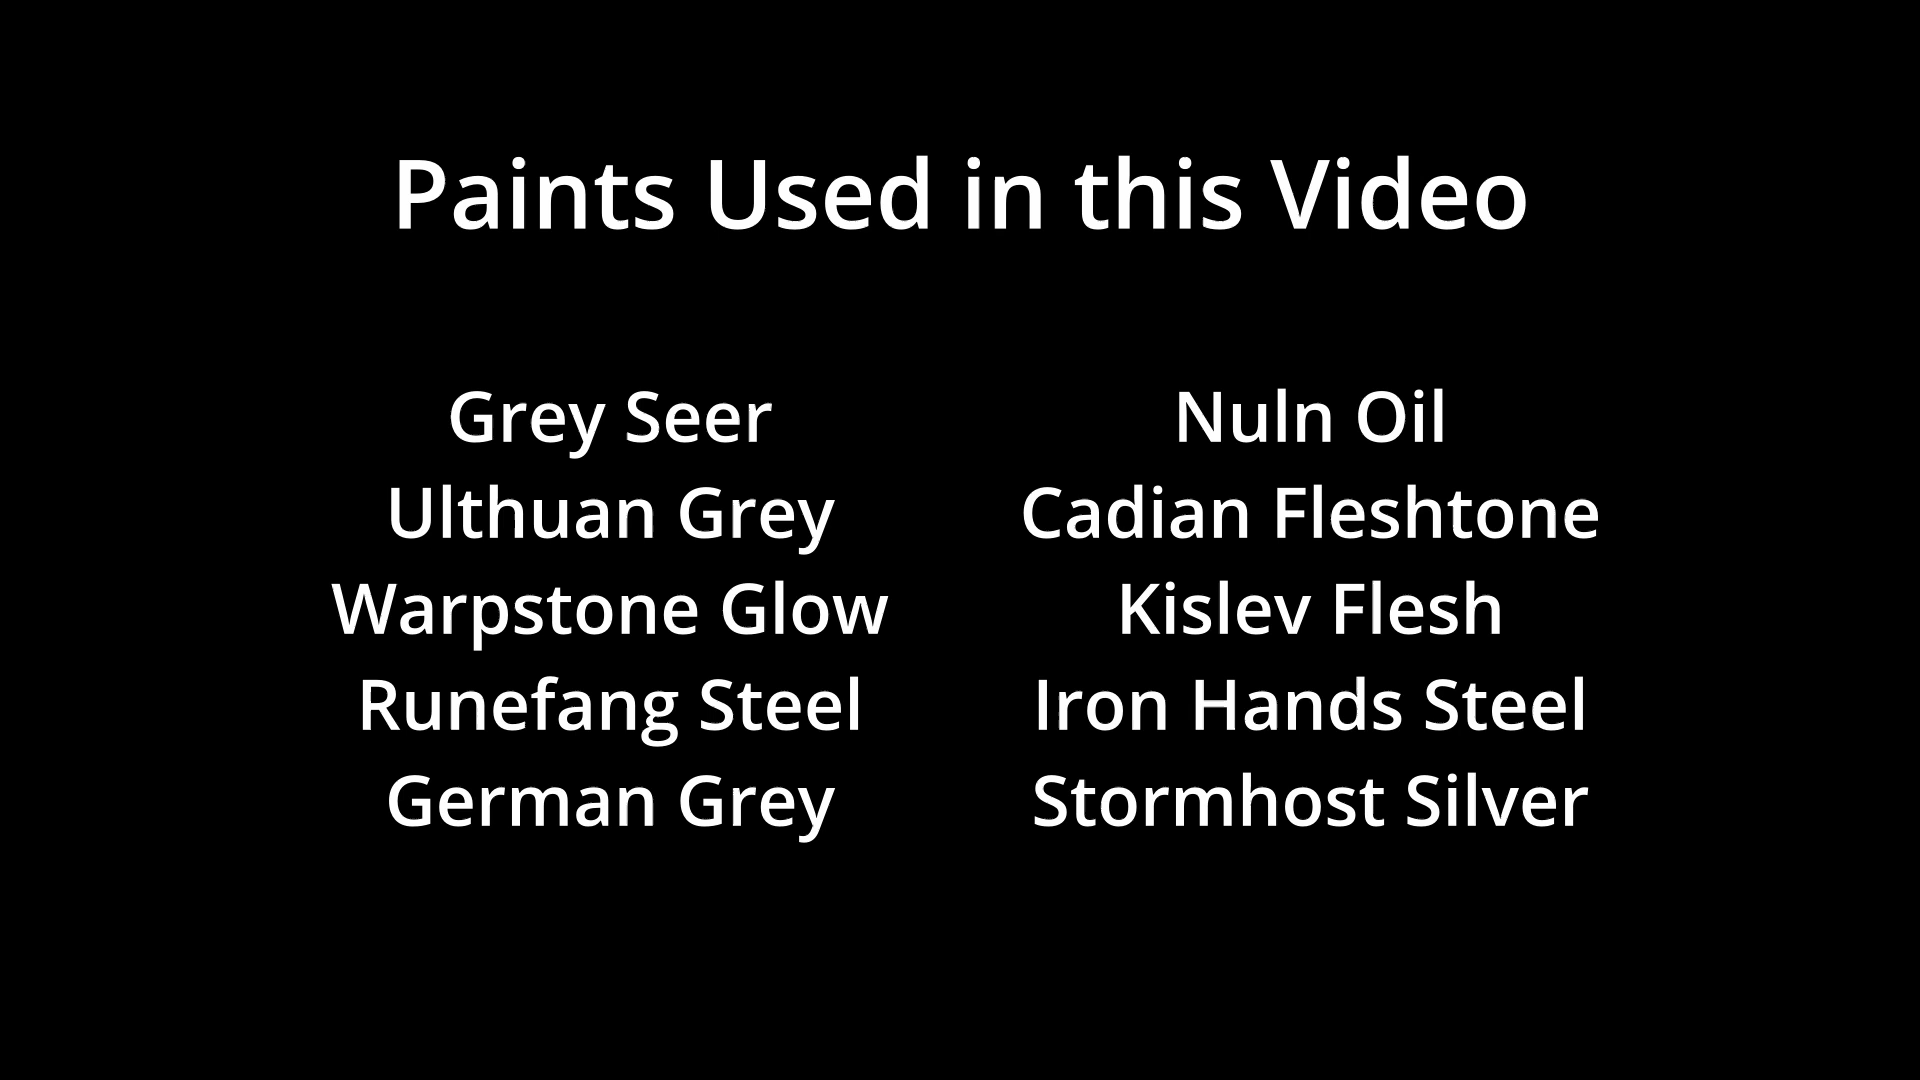 Paints Used in this Video
Grey Seer
Ulthuan Grey
Warpstone Glow
Runefang Steel
German Grey
Nuln Oil
Cadian Fleshtone
Kislev Flesh
Iron Hands Steel
Stormhost Silver